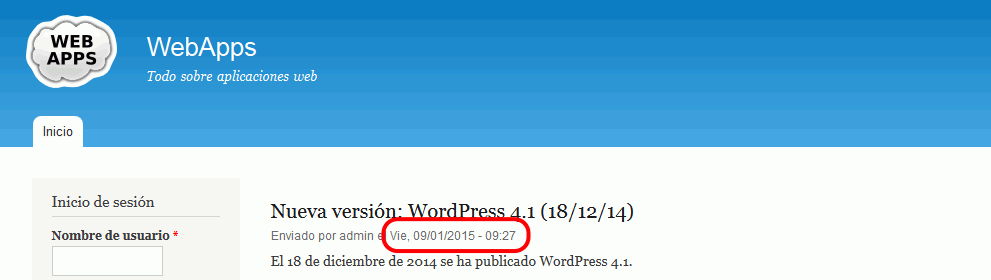 WEB
APPS
WebApps
Todo sobre aplicaciones web
Inicio
Inicio de sesión
Nombre de usuario *
Nueva versión: WordPress 4.1 (18/12/14)
Enviado por admin e Vie, 09/01/2015 - 09:27
El 18 de diciembre de 2014 se ha publicado WordPress 4.1.